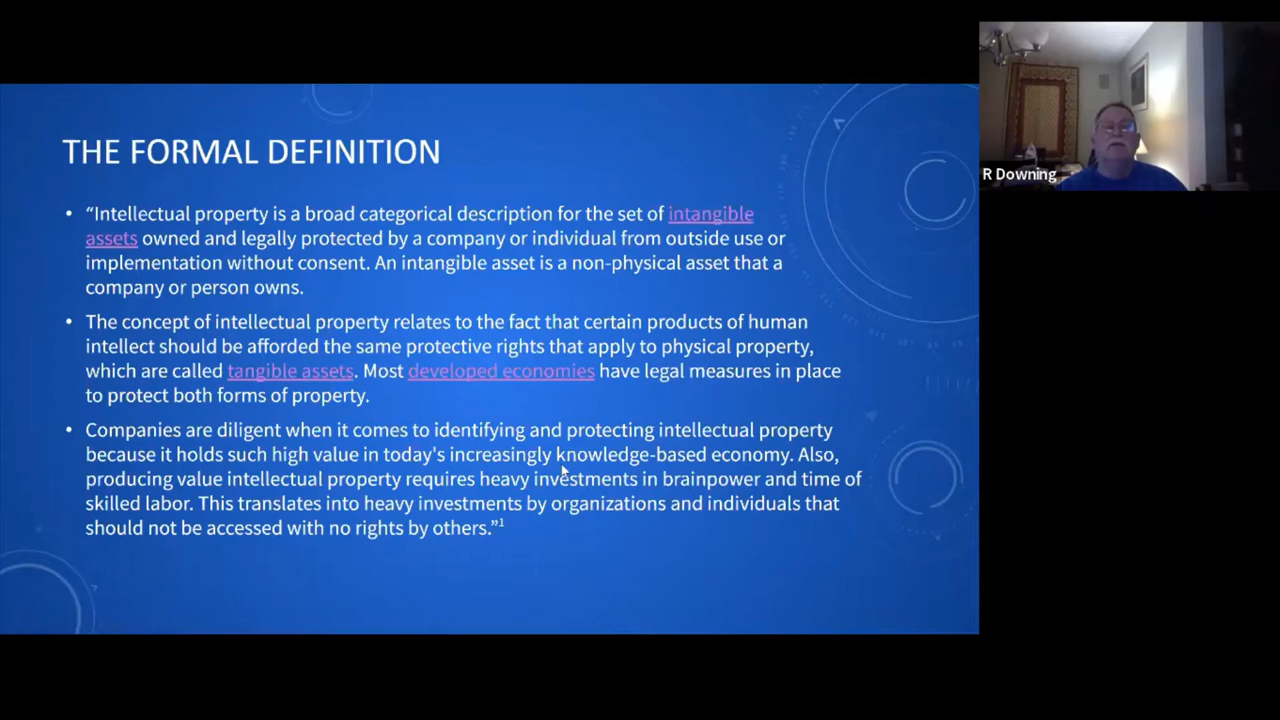 THE FORMAL DEFINITION
• “Intellectual property is a broad categorical description for the set of intangible
assets owned and legally protected by a company or individual from outside use or
implementation without consent. An intangible asset is a non-physical asset that a
company or person owns.
• The concept of intellectual property relates to the fact that certain products of human
intellect should be afforded the same protective rights that apply to physical property,
which are called tangible assets. Most developed economies have legal measures in place
to protect both forms of property.
• Companies are diligent when it comes to identifying and protecting intellectual property
because it holds such high value in today's increasingly knowledge-based economy. Also,
producing value intellectual property requires heavy investments in brainpower and time of
skilled labor. This translates into heavy investments by organizations and individuals that
should not be accessed with no rights by others.”1
R Downing